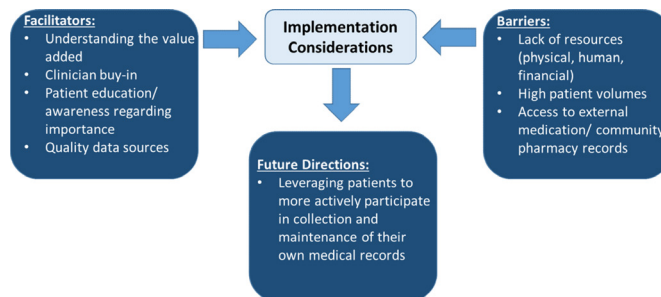 Facilitators:
• Understanding the value
added
• Clinician buy-in
• Patient education/
awareness regarding
importance
• Quality data sources
Implementation
Considerations
Barriers:
• Lack of resources
(physical, human,
financial)
• High patient volumes
• Access to external
medication/ community
pharmacy records
Future Directions:
• Leveraging patients to
more actively participate
in collection and
maintenance of their
own medical records